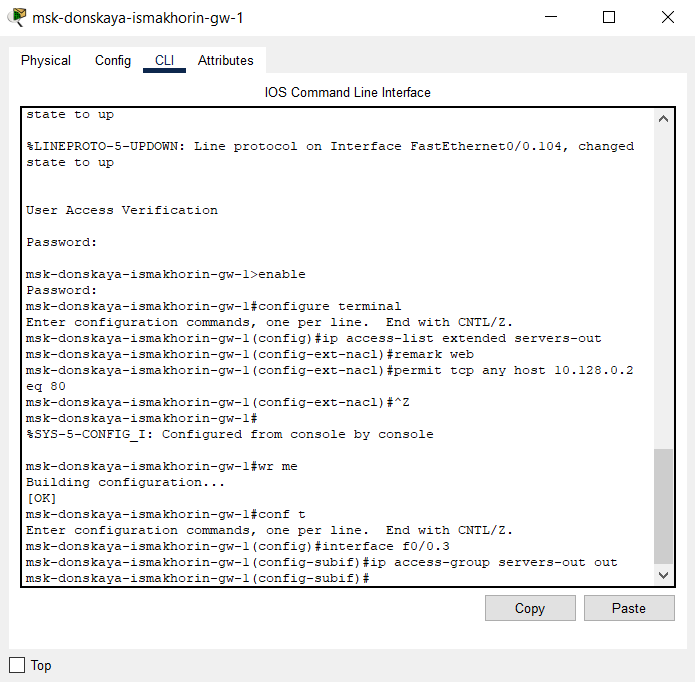 msk-donskaya-ismakhorin-gw-1
Physical Config CLI Attributes
IOS Command Line Interface
state to up
%LINEPROTO-5-UPDOWN: Line protocol on Interface FastEthernet0/0.104, changed
state to up
User Access Verification
Password:
msk-donskaya-ismakhorin-gw-1>enable
Password:
msk-donskaya-ismakhorin-gw-1#configure terminal
Enter configuration commands, one per line.  End with CNTL/Z.
msk-donskaya-ismakhorin-gw-1(config)#ip access-list extended servers-out
msk-donskaya-ismakhorin-gw-1(config-ext-nacl)#remark web
msk-donskaya-ismakhorin-gw-1(config-ext-nacl)#permit tcp any host 10.128.0.2
eq 80
msk-donskaya-ismakhorin-gw-1(config-ext-nacl)#^Z
msk-donskaya-ismakhorin-gw-1#
%SYS-5-CONFIG_I: Configured from console by console
msk-donskaya-ismakhorin-gw-1#wr me
Building configuration...
[OK]
msk-donskaya-ismakhorin-gw-1#conf t
Enter configuration commands, one per line.  End with CNTL/Z.
msk-donskaya-ismakhorin-gw-1(config)#interface f0/0.3
msk-donskaya-ismakhorin-gw-1(config-subif)#ip access-group servers-out out
msk-donskaya-ismakhorin-gw-1(config-subif)#
Copy Paste
Top